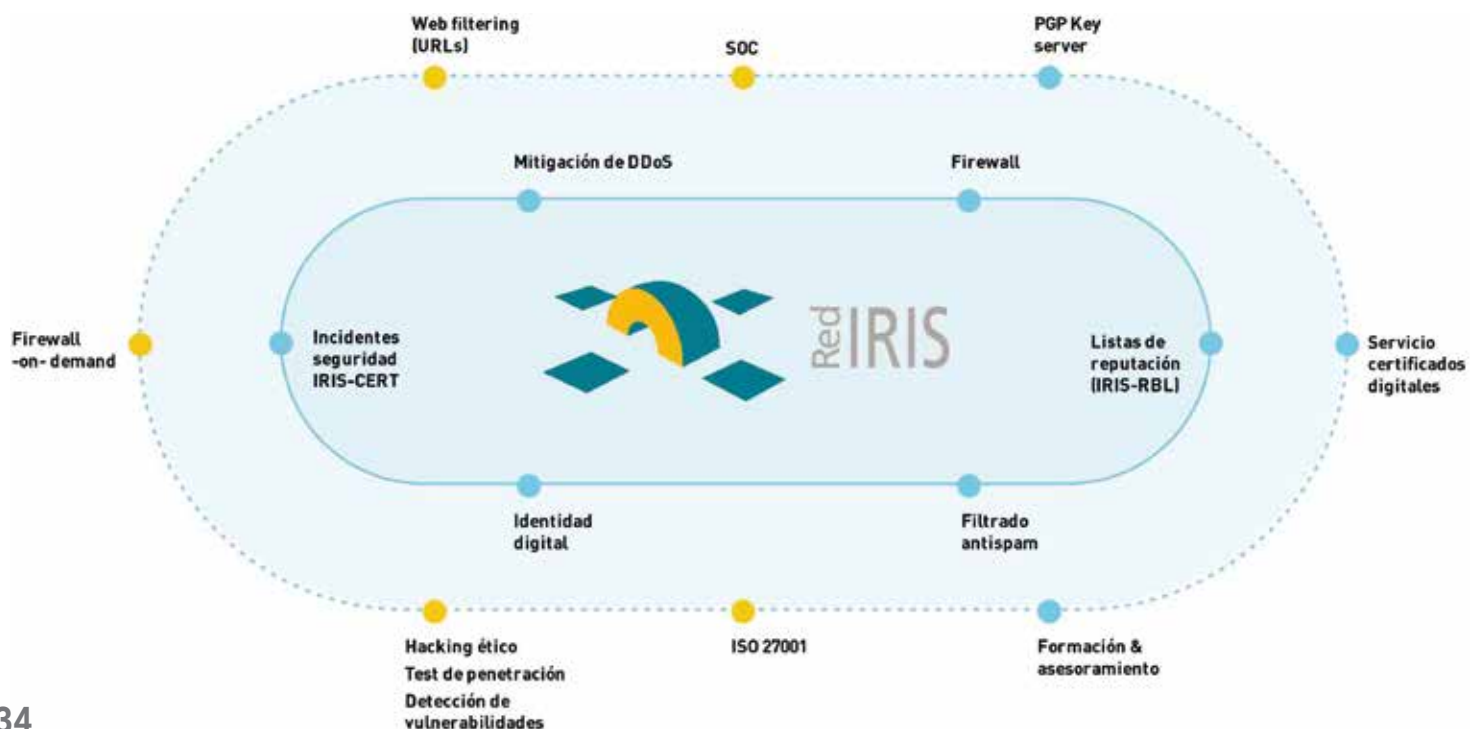 Web filtering
(URLs)
SOC
PGP Key
server
Mitigación de DDoS
Firewall
Firewall
-on- demand
Incidentes
seguridad
IRIS-CERT
Red IRIS
Listas de
reputación
(IRIS-RBL)
Servicio
certificados
digitales
Identidad
digital
Filtrado
antispam
Hacking ético
Test de penetración
Detección de
vulnerabilidades
ISO 27001
Formación &
asesoramiento
34